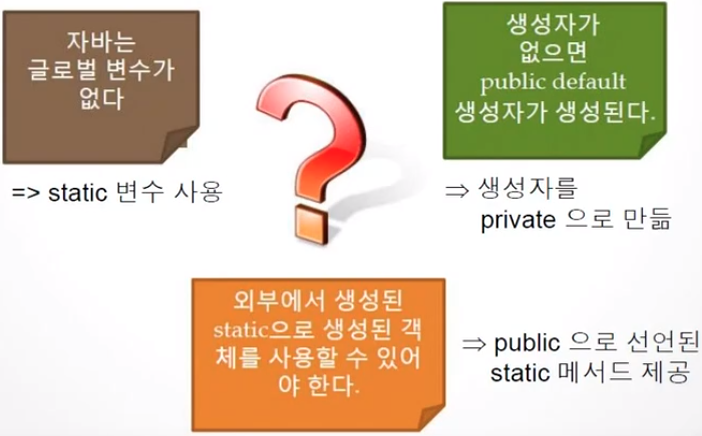 자바는
글로벌 변수가
없다
=> static 변수 사용
생성자가
없으면
public default
생성자가 생성된다.
⇒ 생성자를
private 으로 만듦
외부에서 생성된
static으로 생성된 객
체를 사용할 수 있어
야 한다.
⇒ public 으로 선언된
static 메서드 제공